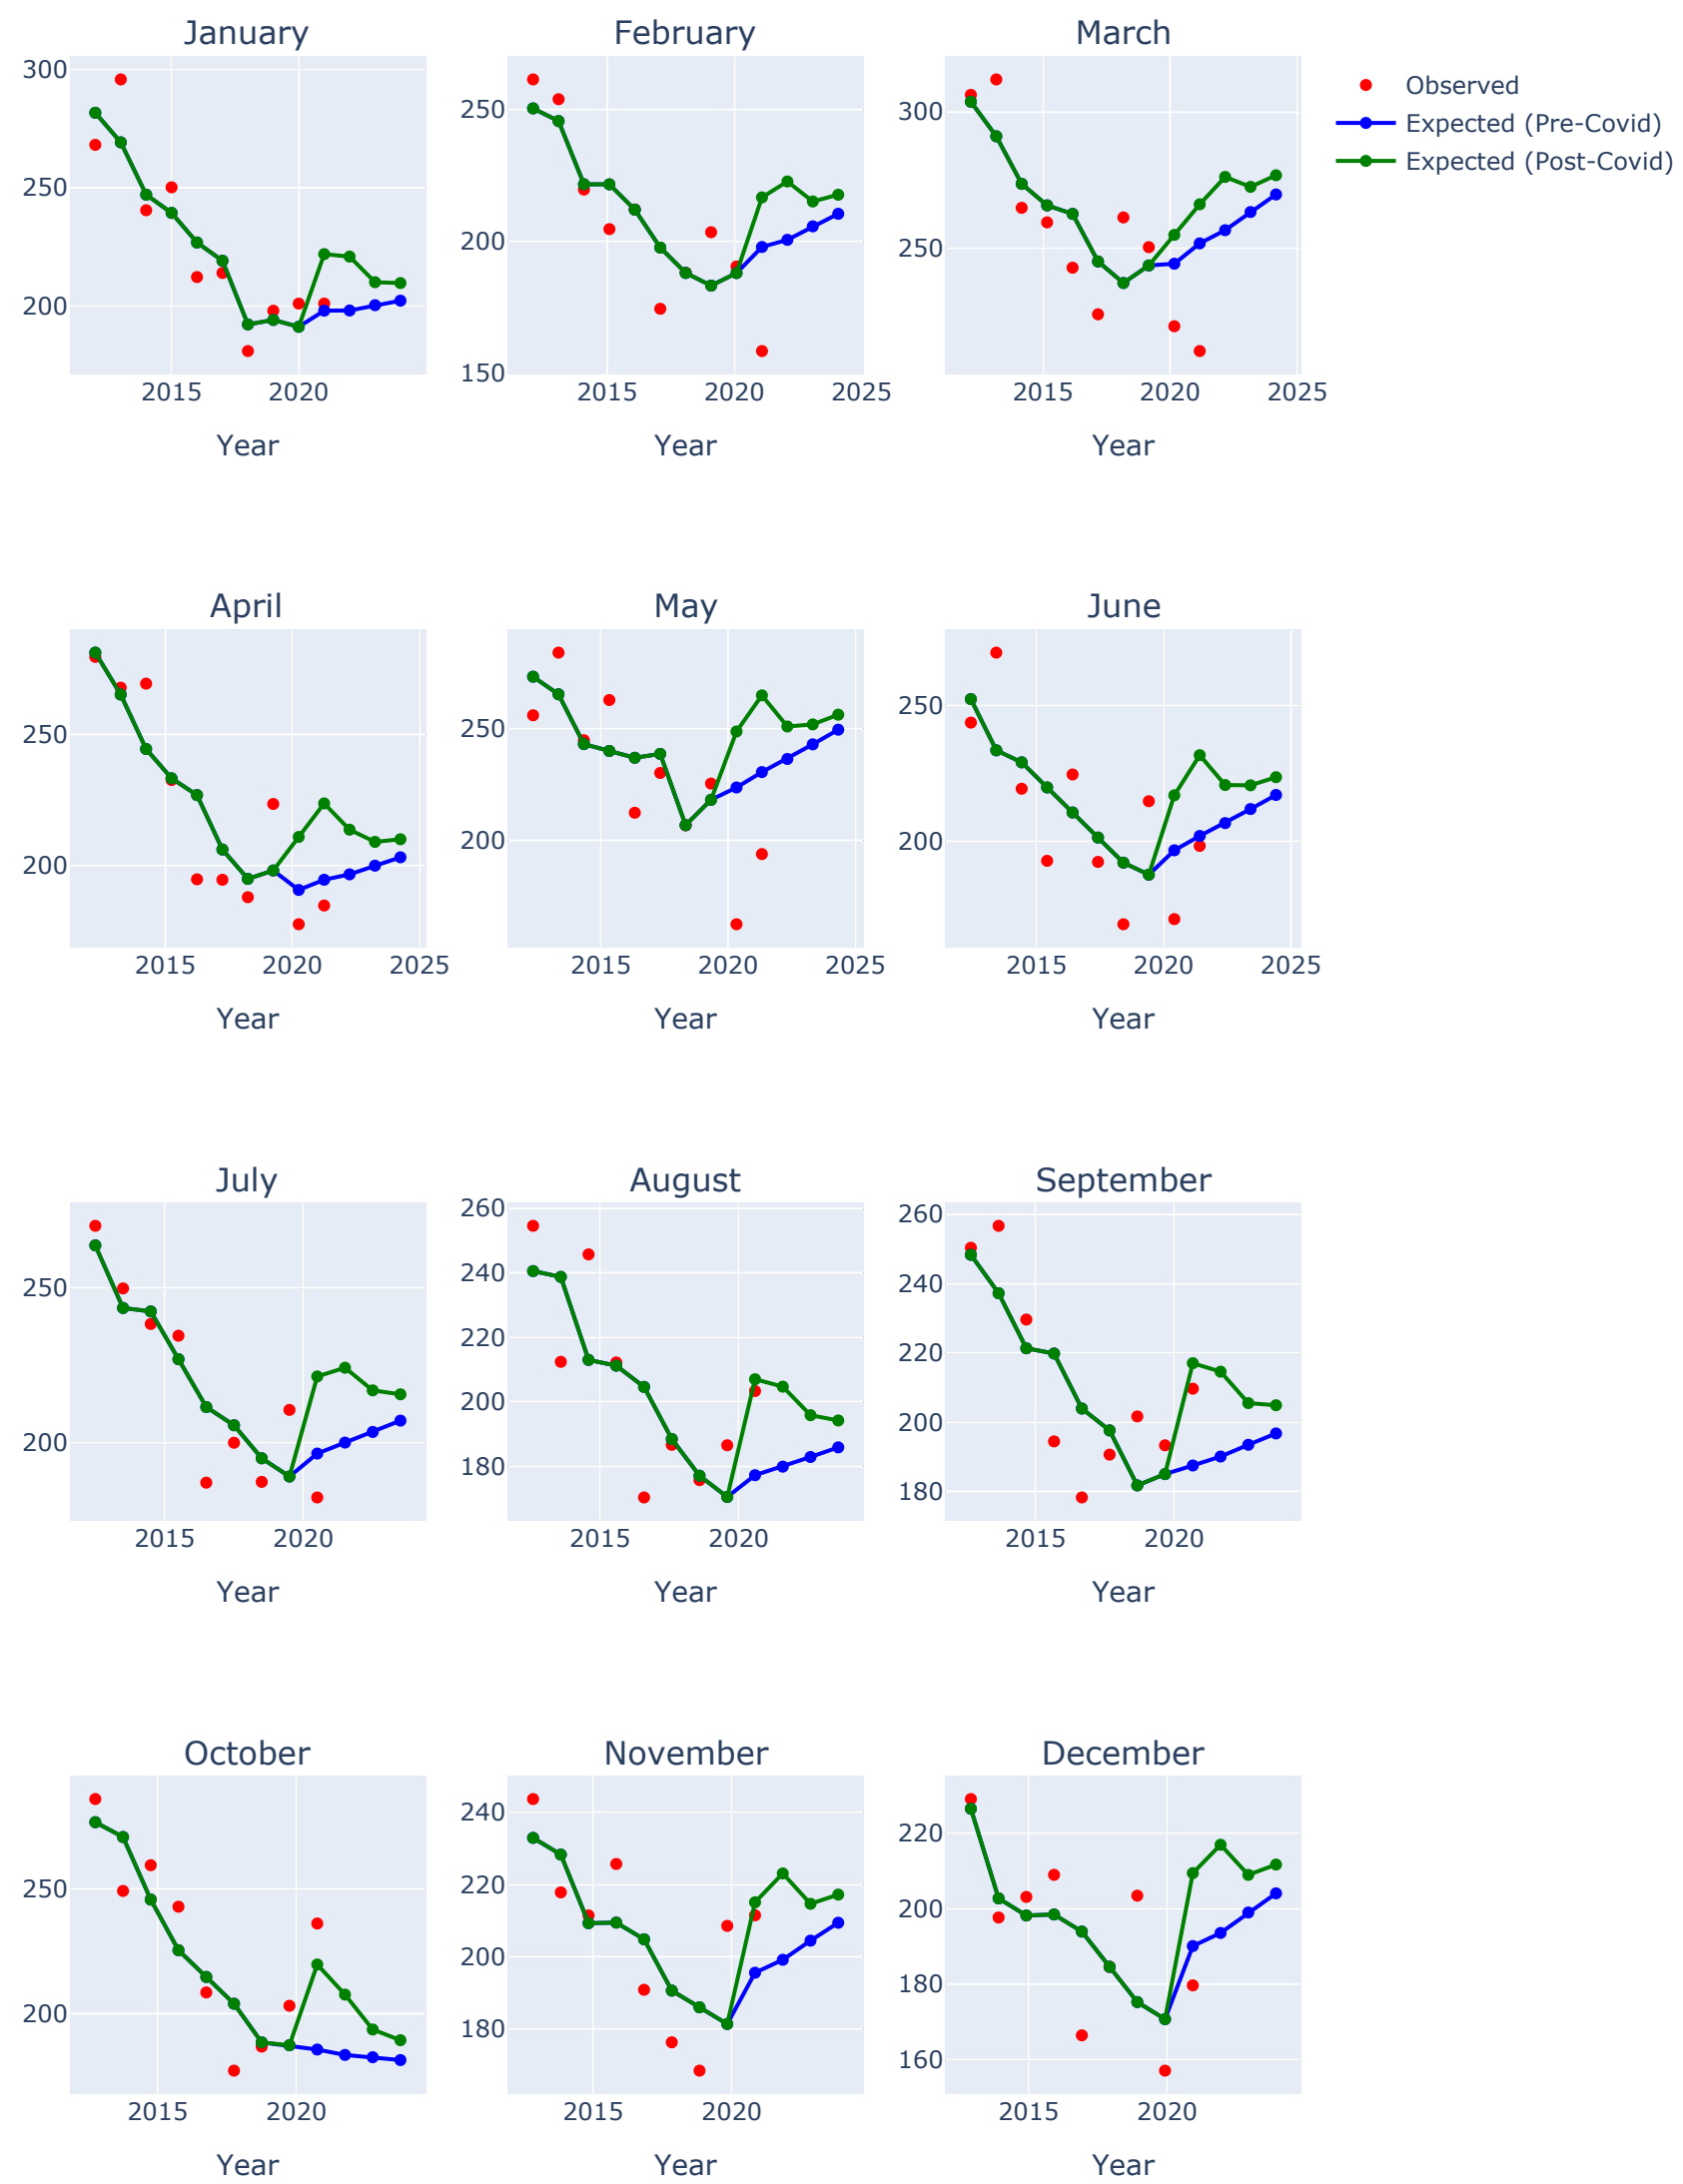 January February March
300
250
200
2015 2020
Year
250
200
150
2015 2020 2025
Year
300
250
2015 2020 2025
Year
Observed
Expected (Pre-Covid)
Expected (Post-Covid)
April May June
250
200
2015 2020 2025
Year
250
200
2015 2020 2025
Year
250
200
2015 2020 2025
Year
July August September
250
200
2015 2020
Year
260
240
220
200
180
2015 2020
Year
260
240
220
200
180
2015 2020
Year
October November December
250
200
2015 2020
Year
240
220
200
180
2015 2020
Year
220
200
180
160
2015 2020
Year